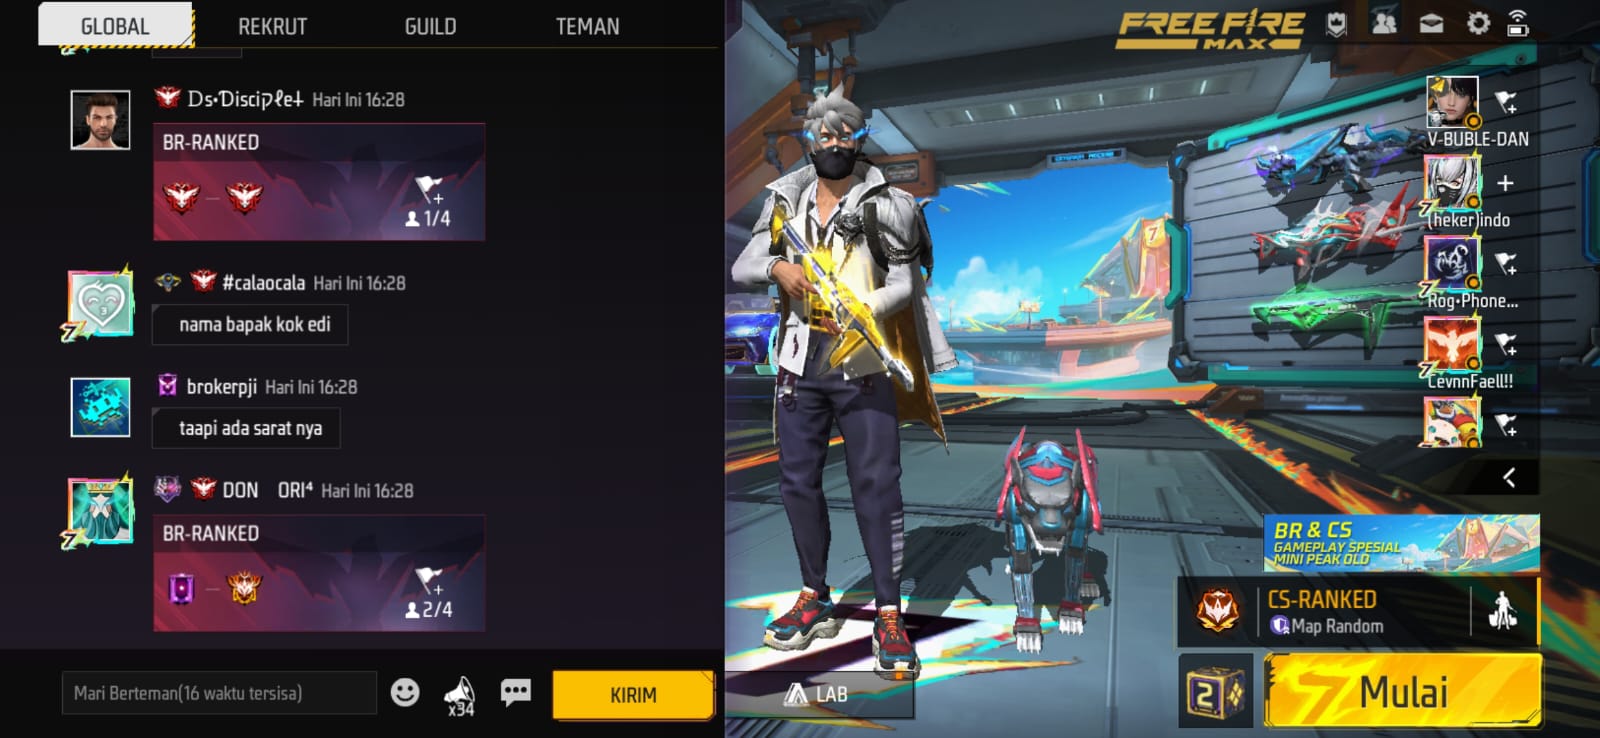 GLOBAL
REKRUT
GUILD
TEMAN
Ds•Disciple Hari Ini 16:28
BR-RANKED
1/4
#calaocala Hari Ini 16:28
nama bapak kok edi
brokerpji Hari Ini 16:28
taapi ada sarat nya
DON ORI⁴ Hari Ini 16:28
BR-RANKED
2/4
Mari Berteman(16 waktu tersisa)
x34
KIRIM
FREE FIRE
MAX
V-BUBLE-DAN
(heker)indo
Rog•Phone...
CevnnFaell!!
BR & CS
GAMEPLAY SPESIAL
MINI PEAK OLD
CS-RANKED
Map Random
LAB
2
Mulai